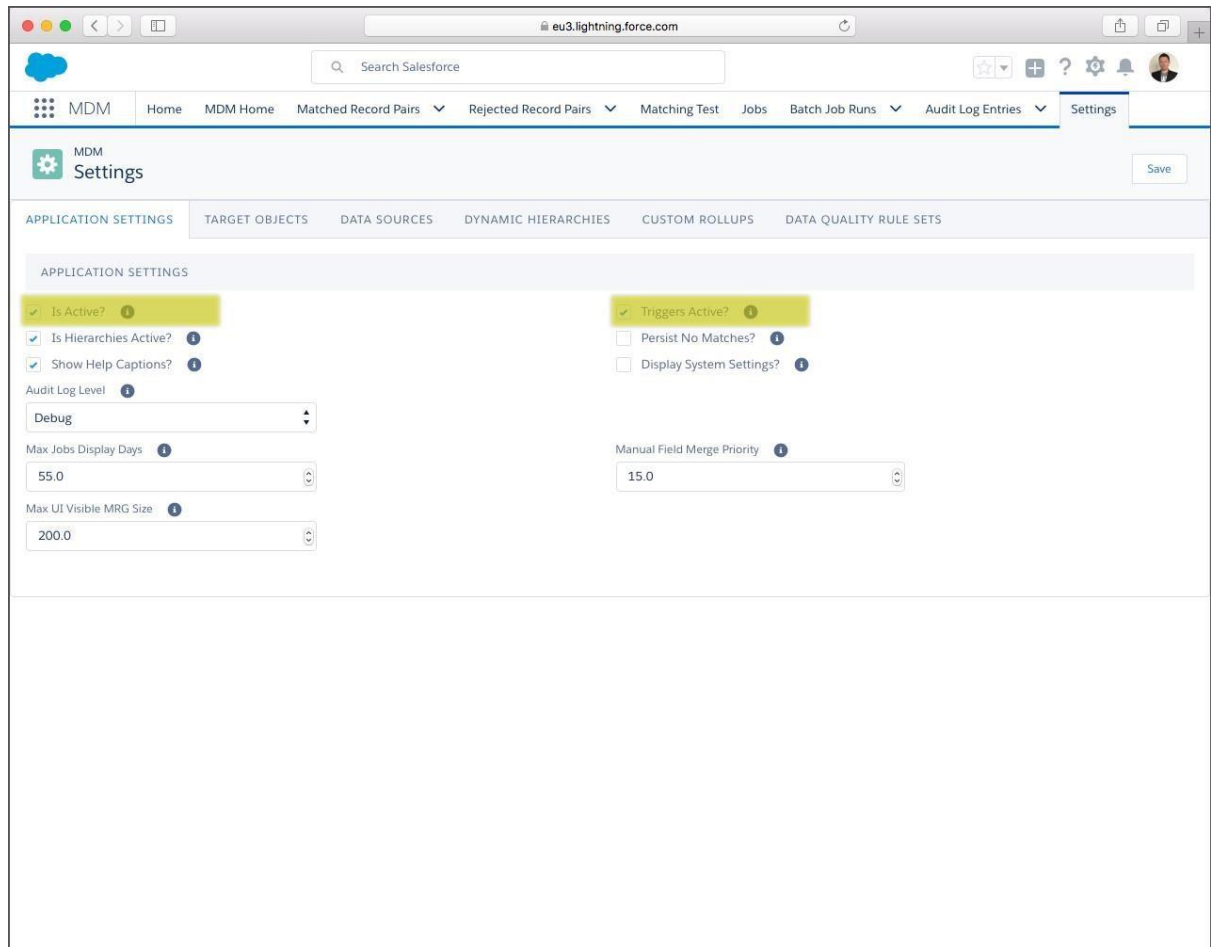 eu3.lightning.force.com
Search Salesforce
MDM Home MDM Home Matched Record Pairs Rejected Record Pairs Matching Test Jobs Batch Job Runs Audit Log Entries Settings
MDM
Settings
Save
APPLICATION SETTINGS TARGET OBJECTS DATA SOURCES DYNAMIC HIERARCHIES CUSTOM ROLLUPS DATA QUALITY RULE SETS
APPLICATION SETTINGS
Is Active? Triggers Active?
Is Hierarchies Active? Persist No Matches?
Show Help Captions? Display System Settings?
Audit Log Level
Debug
Max Jobs Display Days Manual Field Merge Priority
55.0 15.0
Max UI Visible MRG Size
200.0